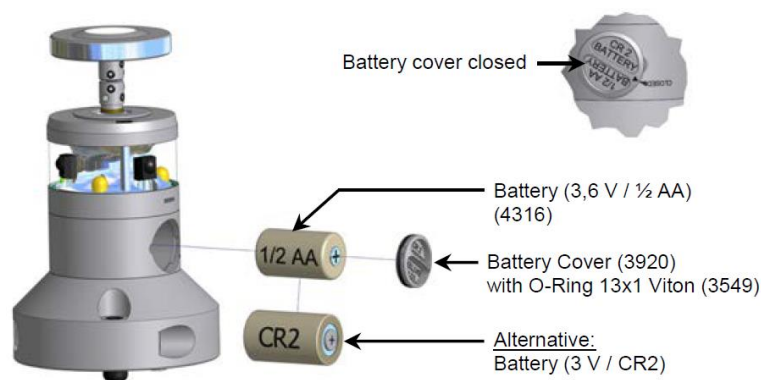 Battery cover closed
CR 2
BATTERY
BATTERY
1/2 AA
CLOSED
Battery (3,6 V / ½ AA)
(4316)
1/2 AA
Battery Cover (3920)
with O-Ring 13x1 Viton (3549)
CR2
Alternative:
Battery (3 V / CR2)